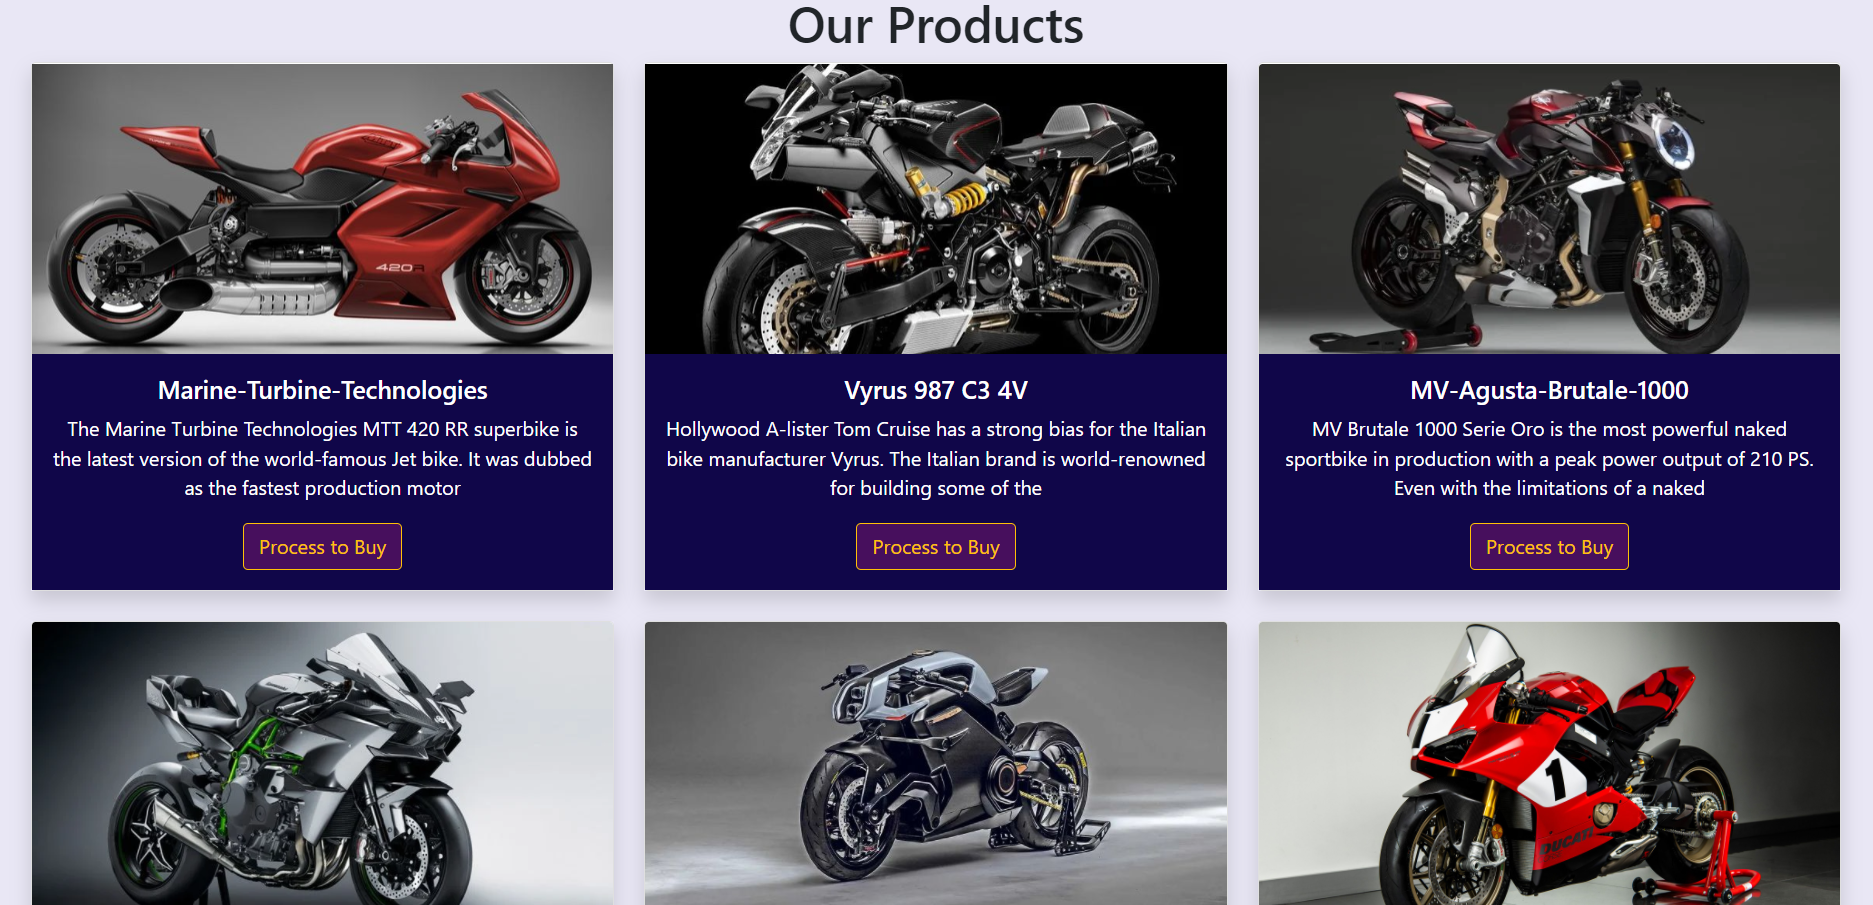 Our Products
420R
Marine-Turbine-Technologies
The Marine Turbine Technologies MTT 420 RR superbike is
the latest version of the world-famous Jet bike. It was dubbed
as the fastest production motor
Process to Buy
Vyrus 987 C3 4V
Hollywood A-lister Tom Cruise has a strong bias for the Italian
bike manufacturer Vyrus. The Italian brand is world-renowned
for building some of the
Process to Buy
MV-Agusta-Brutale-1000
MV Brutale 1000 Serie Oro is the most powerful naked
sportbike in production with a peak power output of 210 PS.
Even with the limitations of a naked
Process to Buy
1
DUCATI